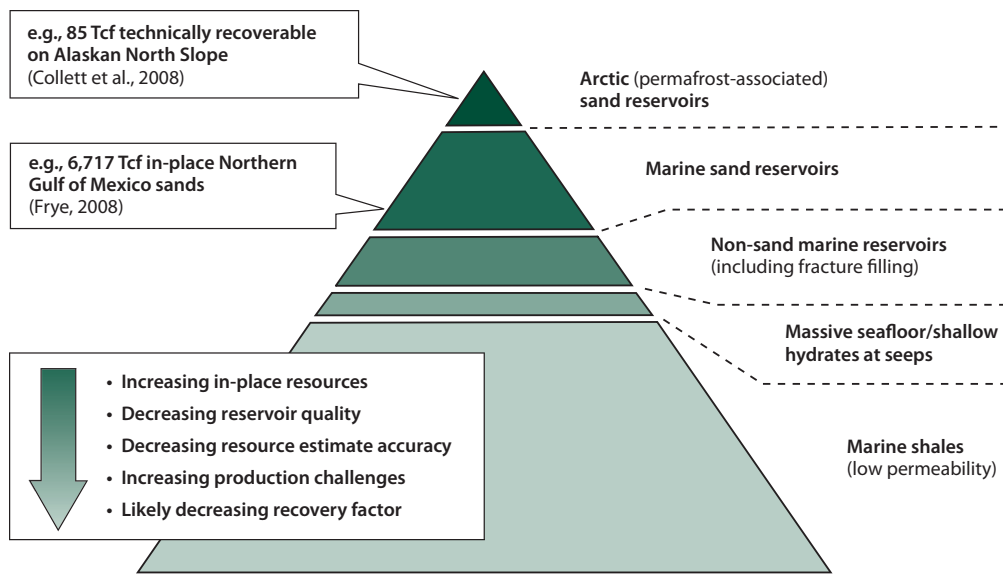 e.g., 85 Tcf technically recoverable
on Alaskan North Slope
(Collett et al., 2008)
Arctic (permafrost-associated)
sand reservoirs
e.g., 6,717 Tcf in-place Northern
Gulf of Mexico sands
(Frye, 2008)
Marine sand reservoirs
Non-sand marine reservoirs
(including fracture filling)
Massive seafloor/shallow
hydrates at seeps
• Increasing in-place resources
• Decreasing reservoir quality
• Decreasing resource estimate accuracy
• Increasing production challenges
• Likely decreasing recovery factor
Marine shales
(low permeability)